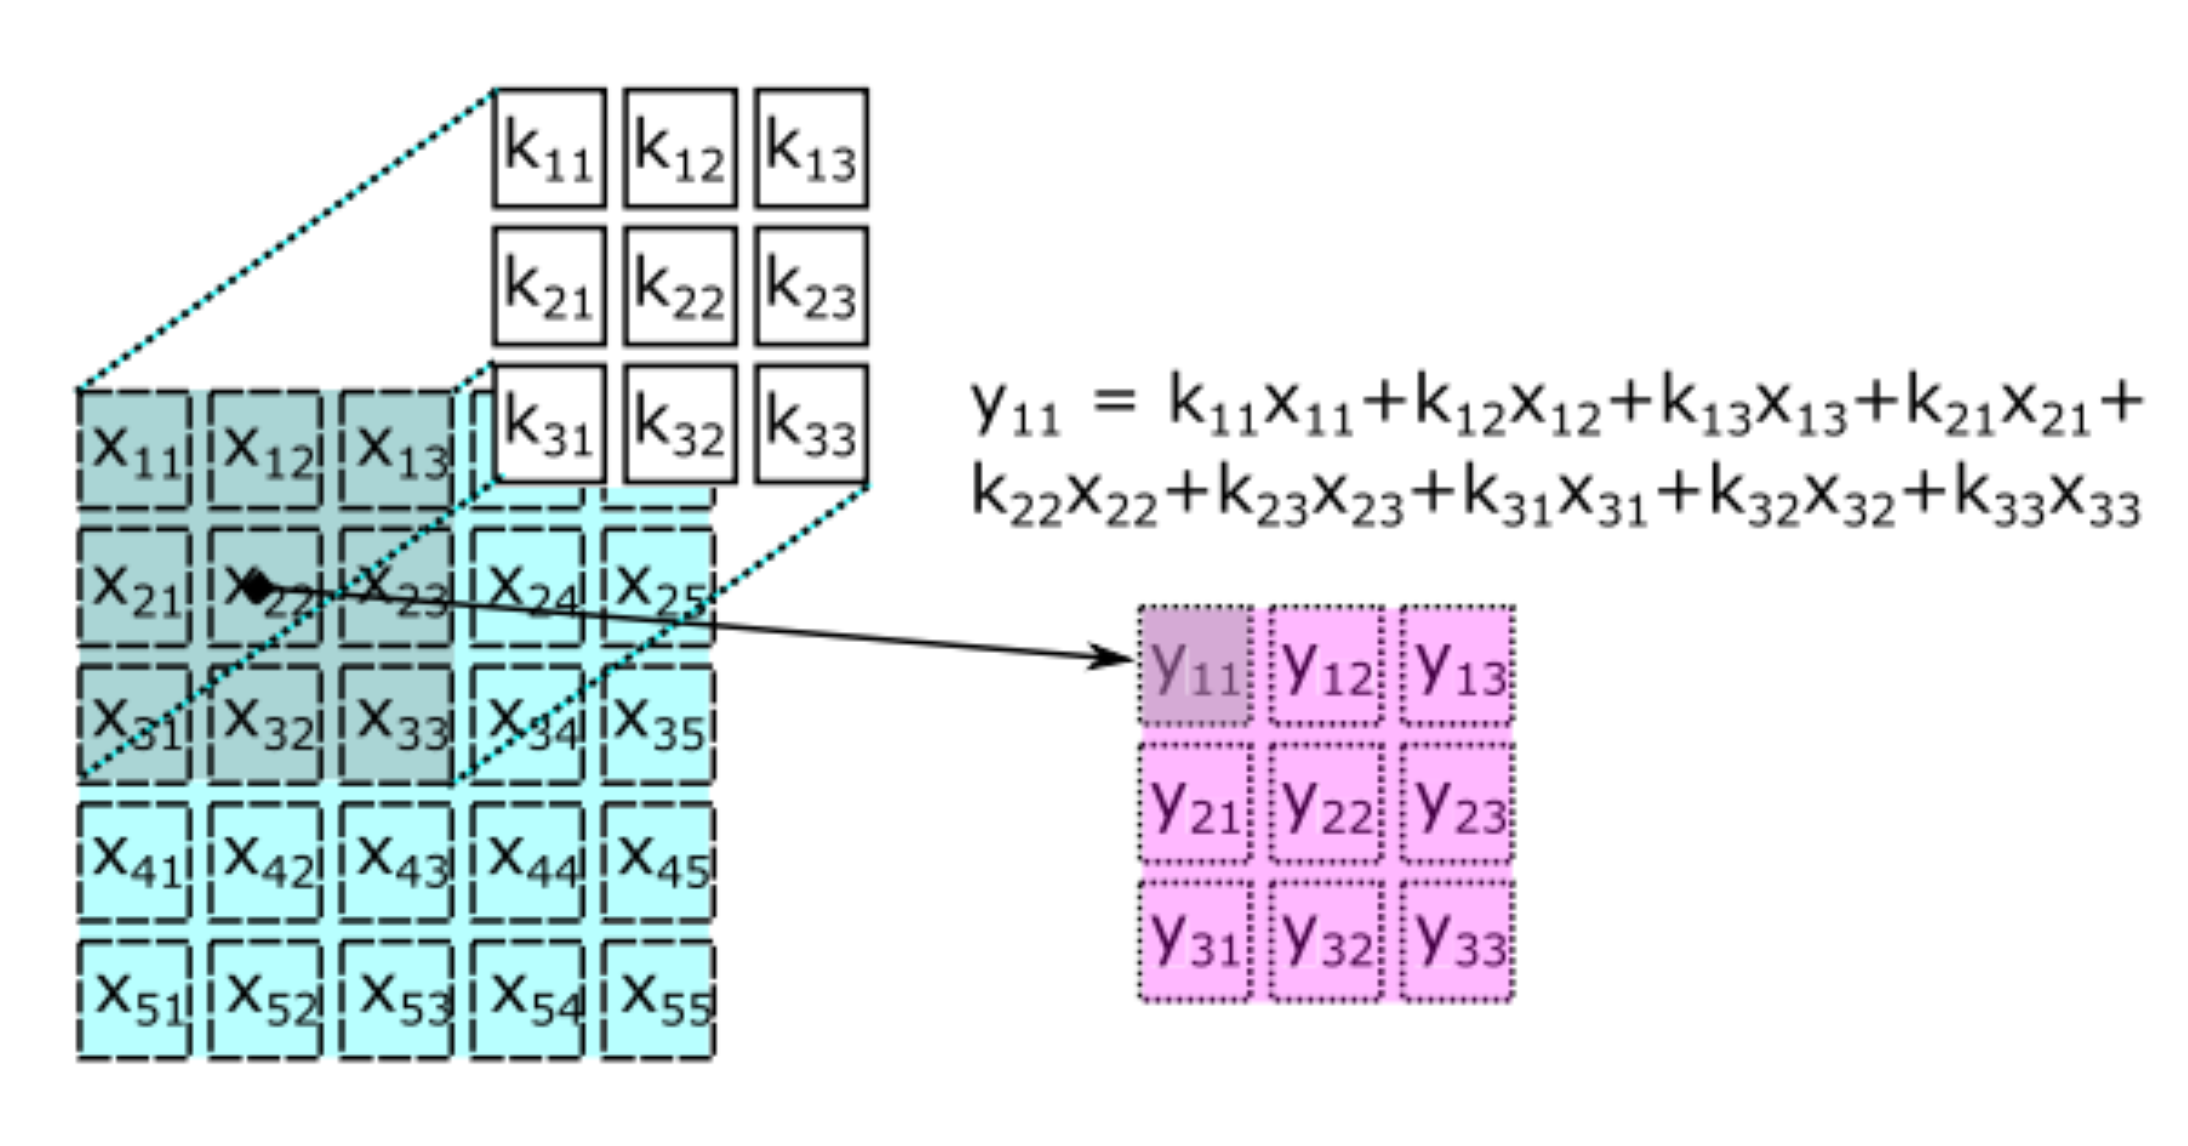 k₁₁ k₁₂ k₁₃
k₂₁ k₂₂ k₂₃
k₃₁ k₃₂ k₃₃
x₁₁ x₁₂ x₁₃
x₂₁ x₂₂ x₂₃ x₂₄ x₂₅
x₃₁ x₃₂ x₃₃ x₃₄ x₃₅
x₄₁ x₄₂ x₄₃ x₄₄ x₄₅
x₅₁ x₅₂ x₅₃ x₅₄ x₅₅
y₁₁ = k₁₁x₁₁+k₁₂x₁₂+k₁₃x₁₃+k₂₁x₂₁+
k₂₂x₂₂+k₂₃x₂₃+k₃₁x₃₁+k₃₂x₃₂+k₃₃x₃₃
y₁₁ y₁₂ y₁₃
y₂₁ y₂₂ y₂₃
y₃₁ y₃₂ y₃₃